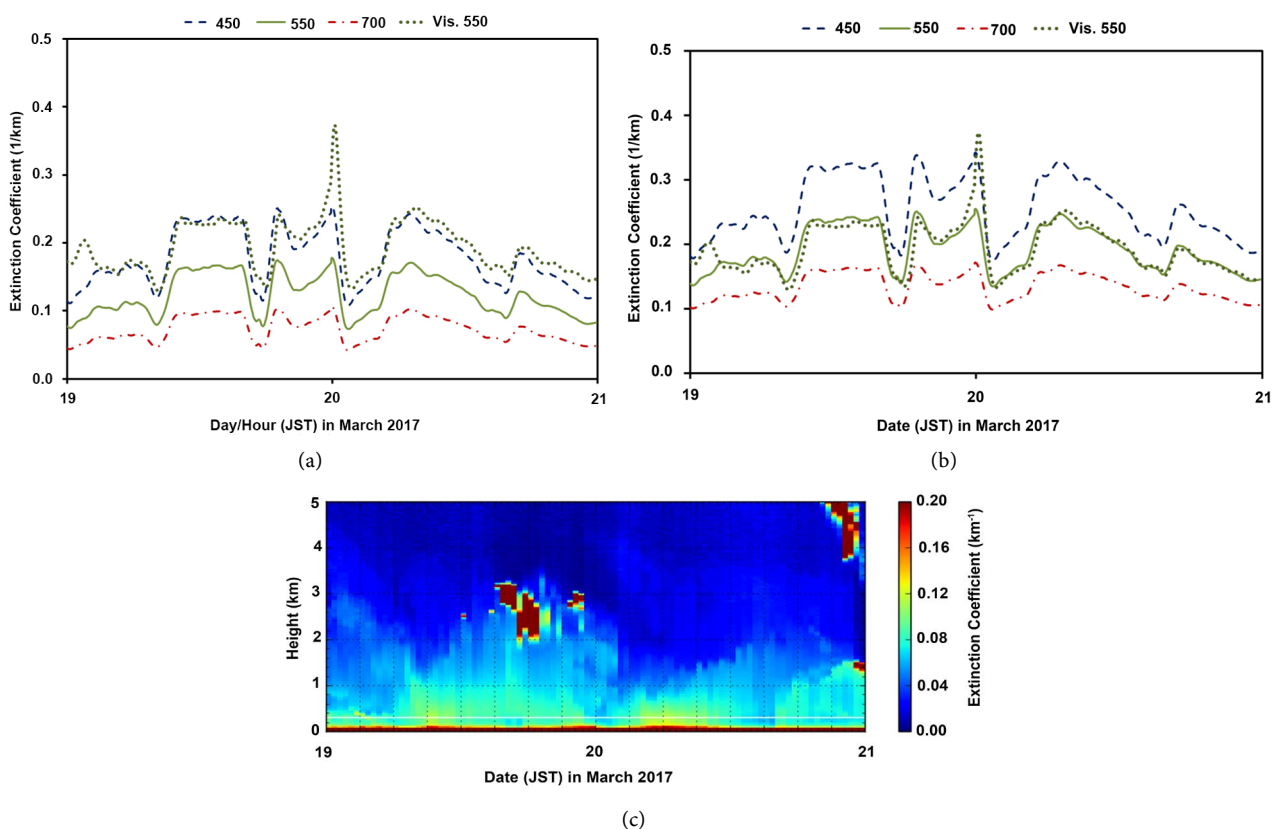 450 550 700 Vis. 550
0.5
0.4
0.3
0.2
0.1
0.0
Extinction Coefficient (1/km)
19 20 21
Day/Hour (JST) in March 2017
(a)
450 550 700 Vis. 550
0.5
0.4
0.3
0.2
0.1
0.0
Extinction Coefficient (1/km)
19 20 21
Date (JST) in March 2017
(b)
5
4
3
2
1
0
Height (km)
19 20 21
Date (JST) in March 2017
0.20
0.16
0.12
0.08
0.04
0.00
Extinction Coefficient (km⁻¹)
(c)